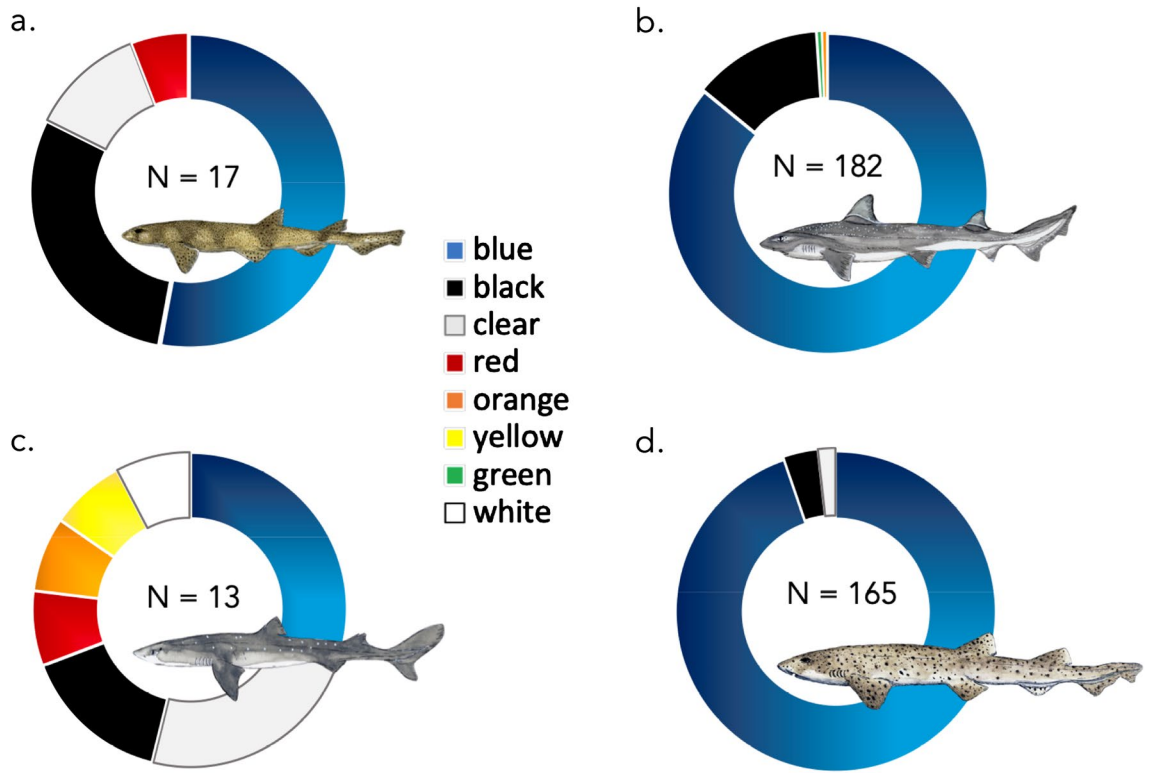 a.
N = 17
b.
N = 182
blue
black
clear
red
orange
yellow
green
white
c.
N = 13
d.
N = 165